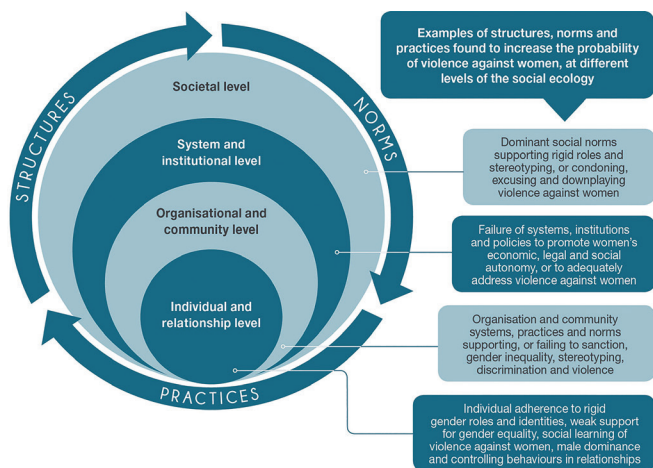 Examples of structures, norms and
practices found to increase the probability
of violence against women, at different
levels of the social ecology
STRUCTURES
NORMS
PRACTICES
Societal level
System and
institutional level
Organisational and
community level
Individual and
relationship level
Dominant social norms
supporting rigid roles and
stereotyping, or condoning,
excusing and downplaying
violence against women
Failure of systems, institutions
and policies to promote women’s
economic, legal and social
autonomy, or to adequately
address violence against women
Organisation and community
systems, practices and norms
supporting, or failing to sanction,
gender inequality, stereotyping,
discrimination and violence
Individual adherence to rigid
gender roles and identities, weak support
for gender equality, social learning of
violence against women, male dominance
and controlling behaviours in relationships